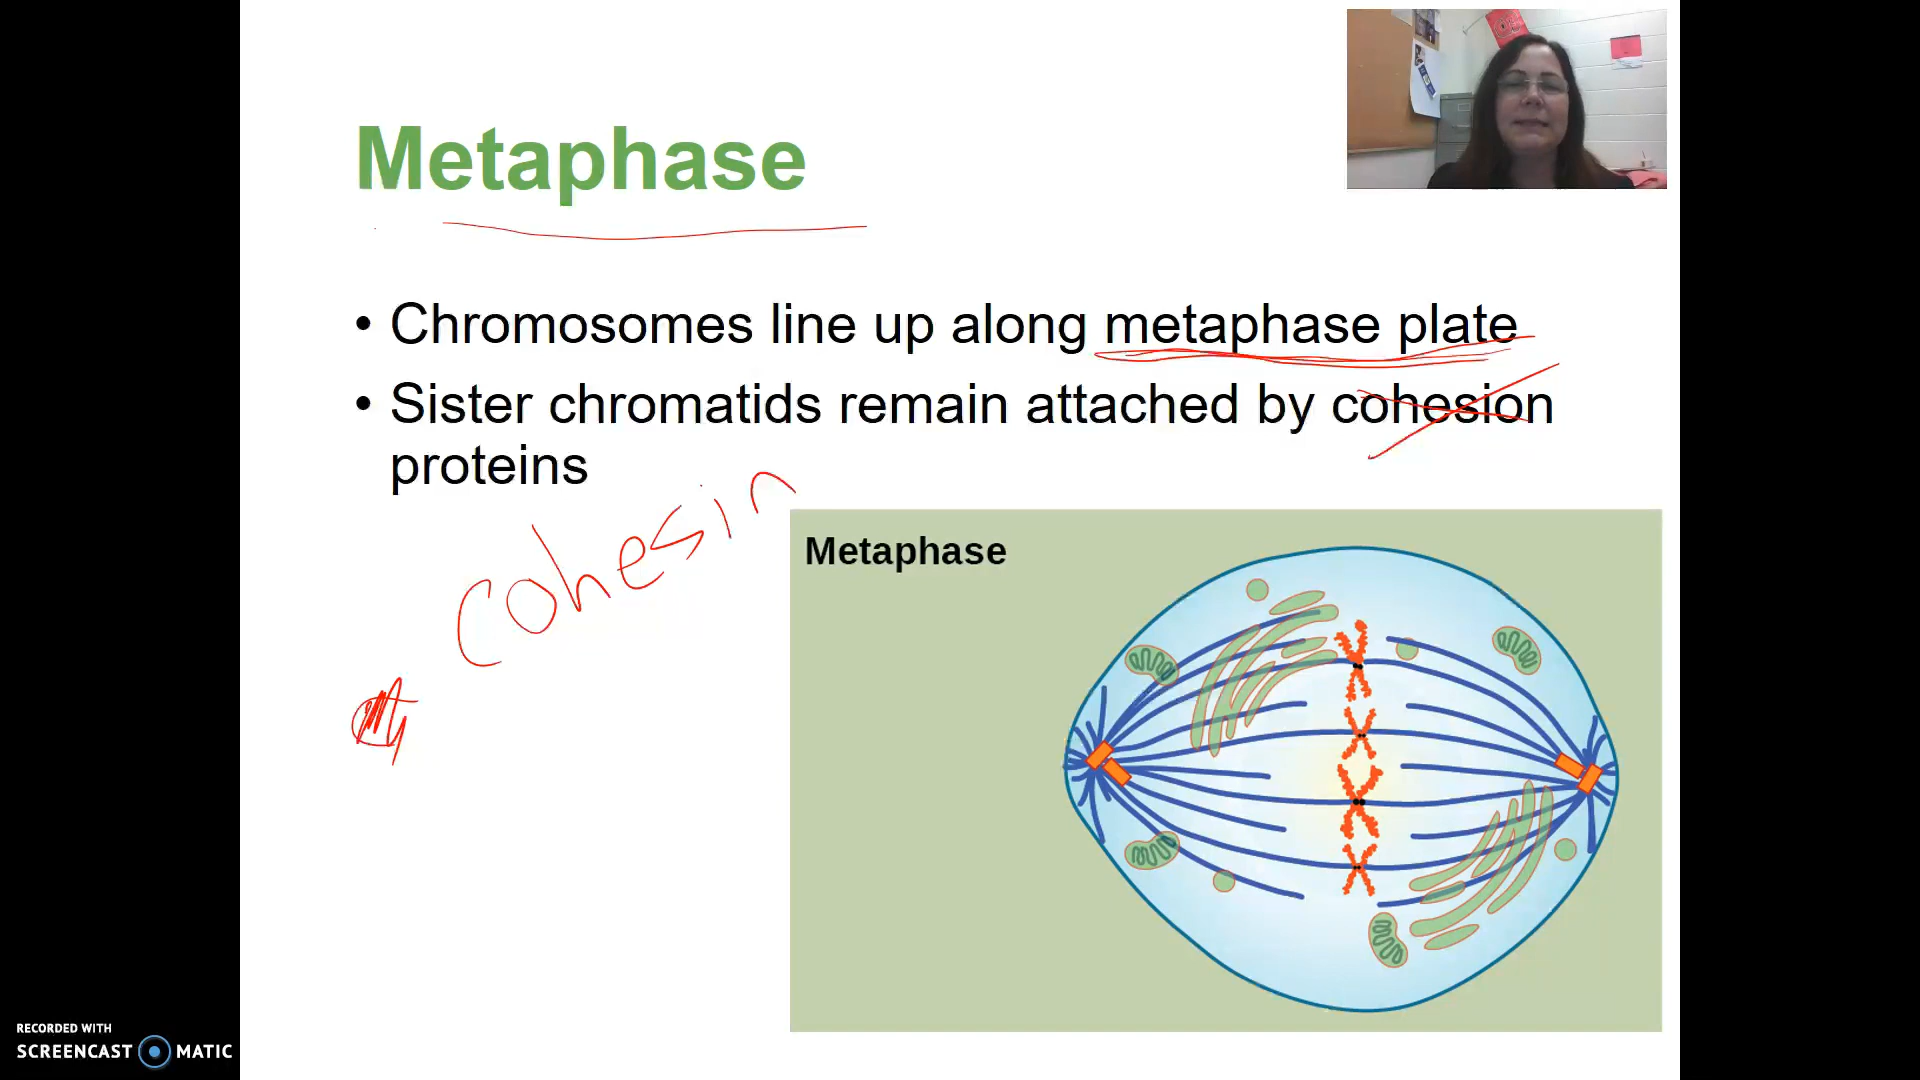 Metaphase
• Chromosomes line up along metaphase plate
• Sister chromatids remain attached by cohesion
proteins
cohesin
Metaphase
RECORDED WITH
SCREENCAST MATIC